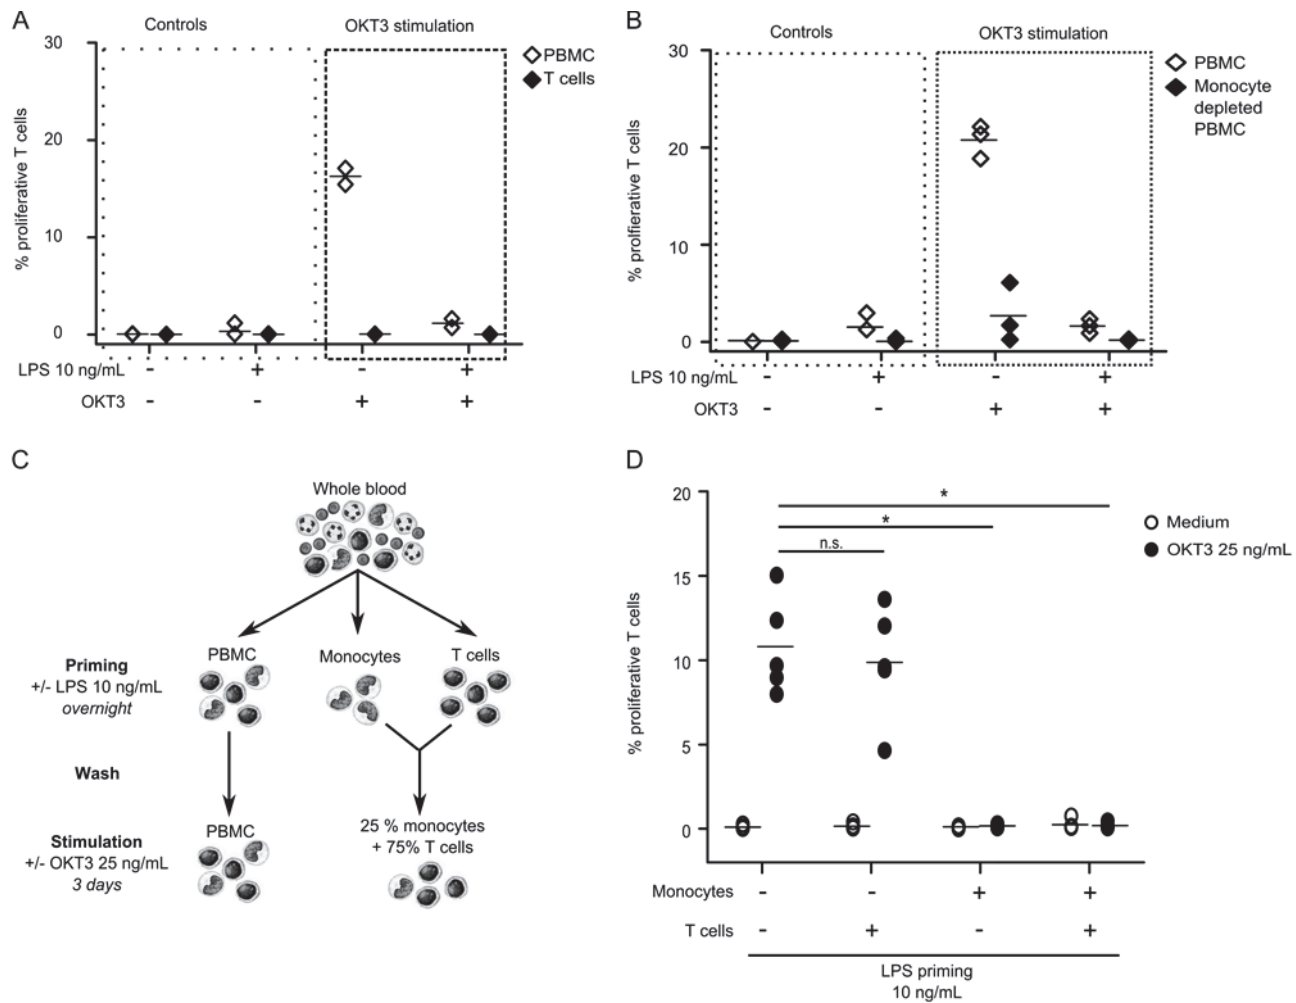 A
Controls
OKT3 stimulation
30
20
10
0
% proliferative T cells
PBMC
T cells
LPS 10 ng/mL - + - +
OKT3 - - + +
B
Controls
OKT3 stimulation
30
20
10
0
% prolfierative T cells
PBMC
Monocyte
depleted
PBMC
LPS 10 ng/mL - + - +
OKT3 - - + +
C
Whole blood
PBMC
Monocytes
T cells
Priming
+/- LPS 10 ng/mL
overnight
Wash
Stimulation
+/- OKT3 25 ng/mL
3 days
PBMC
25 % monocytes
+ 75% T cells
D
20
15
10
5
0
% proliferative T cells
*
*
n.s.
Medium
OKT3 25 ng/mL
Monocytes - - + +
T cells - + - +
LPS priming
10 ng/mL